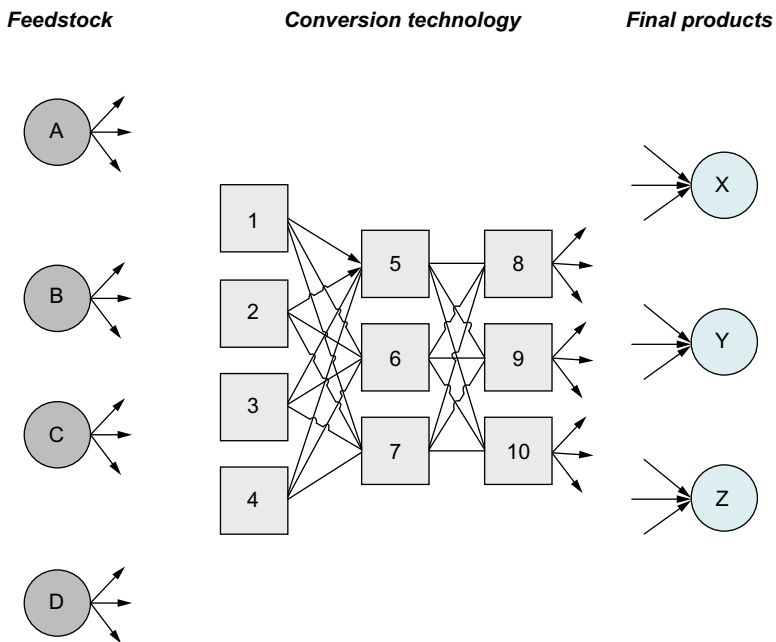 Feedstock
Conversion technology
Final products
A
B
C
D
1
2
3
4
5
6
7
8
9
10
X
Y
Z